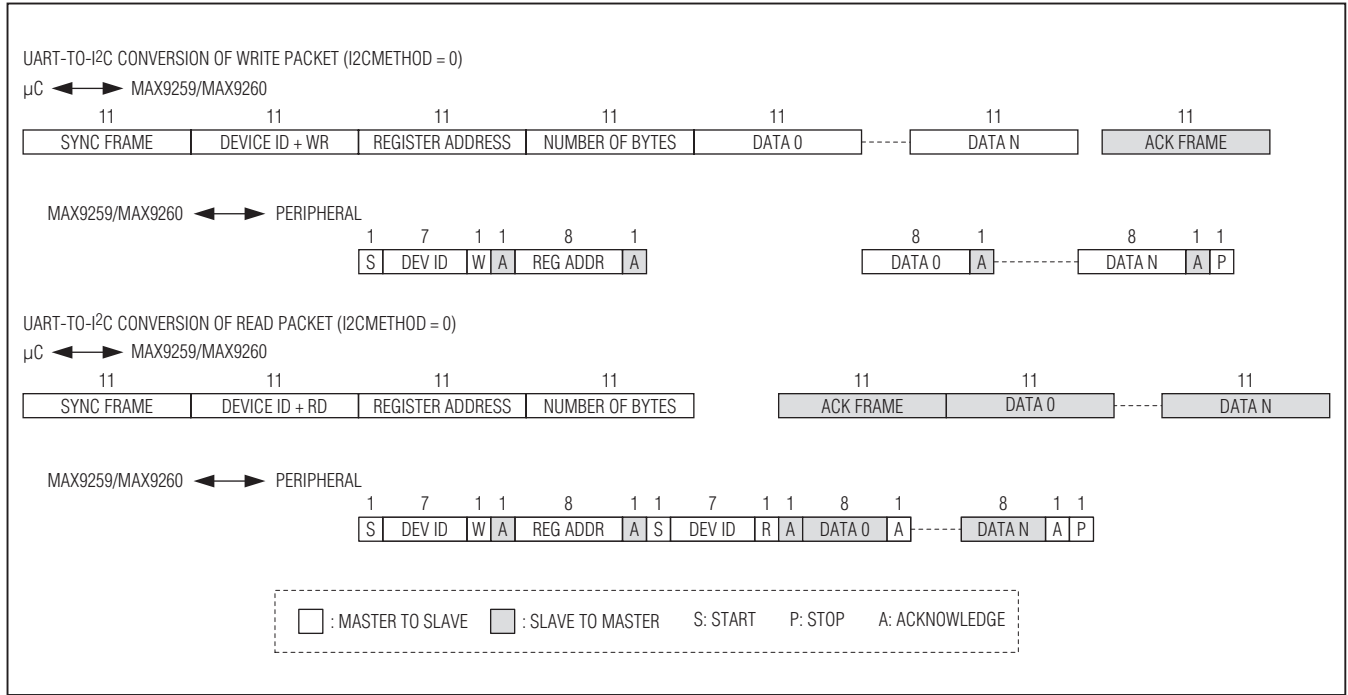 UART-TO-I2C CONVERSION OF WRITE PACKET (I2CMETHOD = 0)
µC MAX9259/MAX9260
11 11 11 11 11 11 11
SYNC FRAME DEVICE ID + WR REGISTER ADDRESS NUMBER OF BYTES DATA 0 DATA N ACK FRAME
MAX9259/MAX9260 PERIPHERAL
1 7 1 1 8 1 8 1 8 1 1
S DEV ID W A REG ADDR A DATA 0 A DATA N A P
UART-TO-I2C CONVERSION OF READ PACKET (I2CMETHOD = 0)
µC MAX9259/MAX9260
11 11 11 11 11 11 11
SYNC FRAME DEVICE ID + RD REGISTER ADDRESS NUMBER OF BYTES ACK FRAME DATA 0 DATA N
MAX9259/MAX9260 PERIPHERAL
1 7 1 1 8 1 1 7 1 1 8 1 8 1 1
S DEV ID W A REG ADDR A S DEV ID R A DATA 0 A DATA N A P
: MASTER TO SLAVE : SLAVE TO MASTER S: START P: STOP A: ACKNOWLEDGE